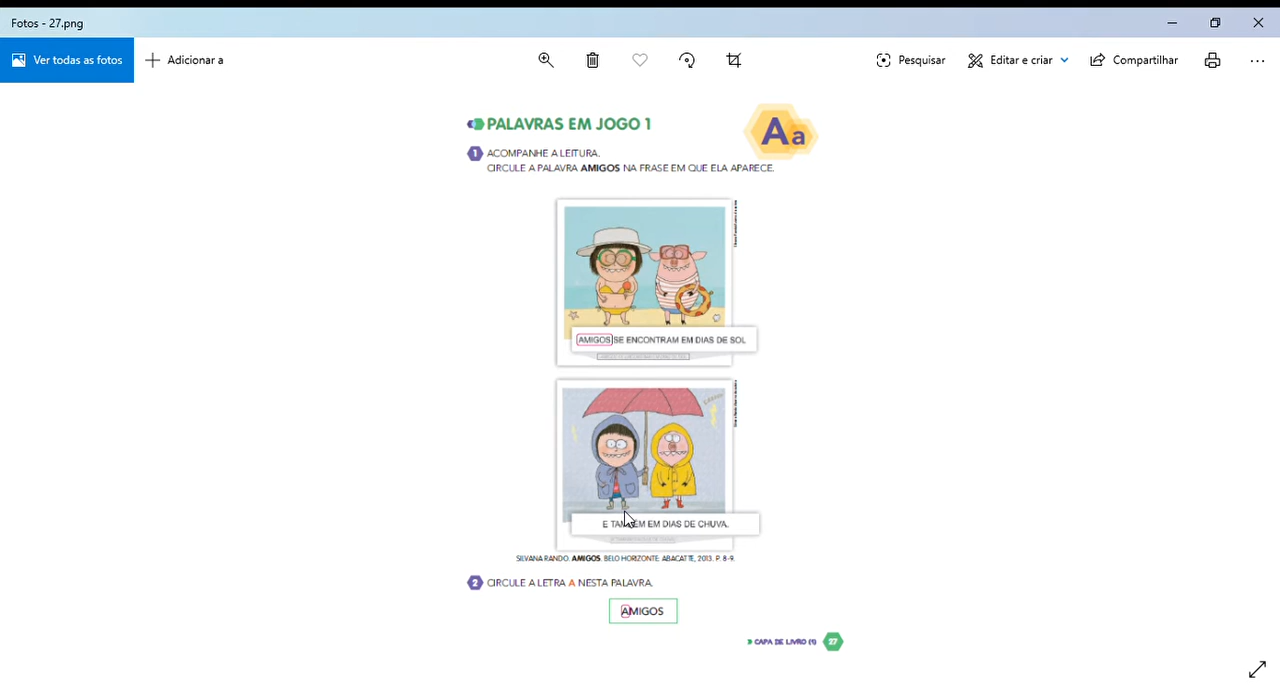 Fotos - 27.png
Ver todas as fotos
Adicionar a
Pesquisar
Editar e criar
Compartilhar
PALAVRAS EM JOGO 1
Aa
1 ACOMPANHE A LEITURA.
CIRCULE A PALAVRA AMIGOS NA FRASE EM QUE ELA APARECE.
AMIGOS SE ENCONTRAM EM DIAS DE SOL
E TAMBÉM EM DIAS DE CHUVA.
SILVANA RANDO. AMIGOS. BELO HORIZONTE: ABACATTE, 2013. P. 8-9.
2 CIRCULE A LETRA A NESTA PALAVRA.
AMIGOS
CAPA DE LIVRO (1) 27